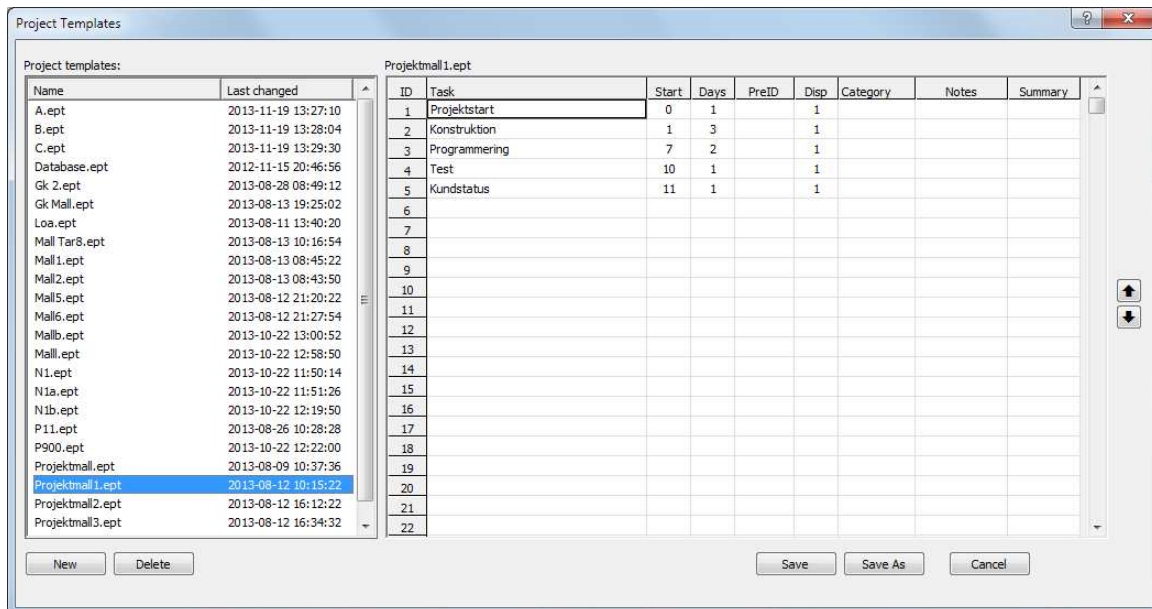 Project Templates
?
Project templates:
Projektmall1.ept
Name Last changed
A.ept 2013-11-19 13:27:10
B.ept 2013-11-19 13:28:04
C.ept 2013-11-19 13:29:30
Database.ept 2012-11-15 20:46:56
Gk 2.ept 2013-08-28 08:49:12
Gk Mall.ept 2013-08-13 19:25:02
Loa.ept 2013-08-11 13:40:20
Mall Tar8.ept 2013-08-13 10:16:54
Mall1.ept 2013-08-13 08:45:22
Mall2.ept 2013-08-13 08:43:50
Mall5.ept 2013-08-12 21:20:22
Mall6.ept 2013-08-12 21:27:54
Mallb.ept 2013-10-22 13:00:52
Malll.ept 2013-10-22 12:58:50
N1.ept 2013-10-22 11:50:14
N1a.ept 2013-10-22 11:51:26
N1b.ept 2013-10-22 12:19:50
P11.ept 2013-08-26 10:28:28
P900.ept 2013-10-22 12:22:00
Projektmall.ept 2013-08-09 10:37:36
Projektmall1.ept 2013-08-12 10:15:22
Projektmall2.ept 2013-08-12 16:12:22
Projektmall3.ept 2013-08-12 16:34:32
ID Task Start Days PreID Disp Category Notes Summary
1 Projektstart 0 1 1
2 Konstruktion 1 3 1
3 Programmering 7 2 1
4 Test 10 1 1
5 Kundstatus 11 1 1
6
7
8
9
10
11
12
13
14
15
16
17
18
19
20
21
22
New Delete Save Save As Cancel